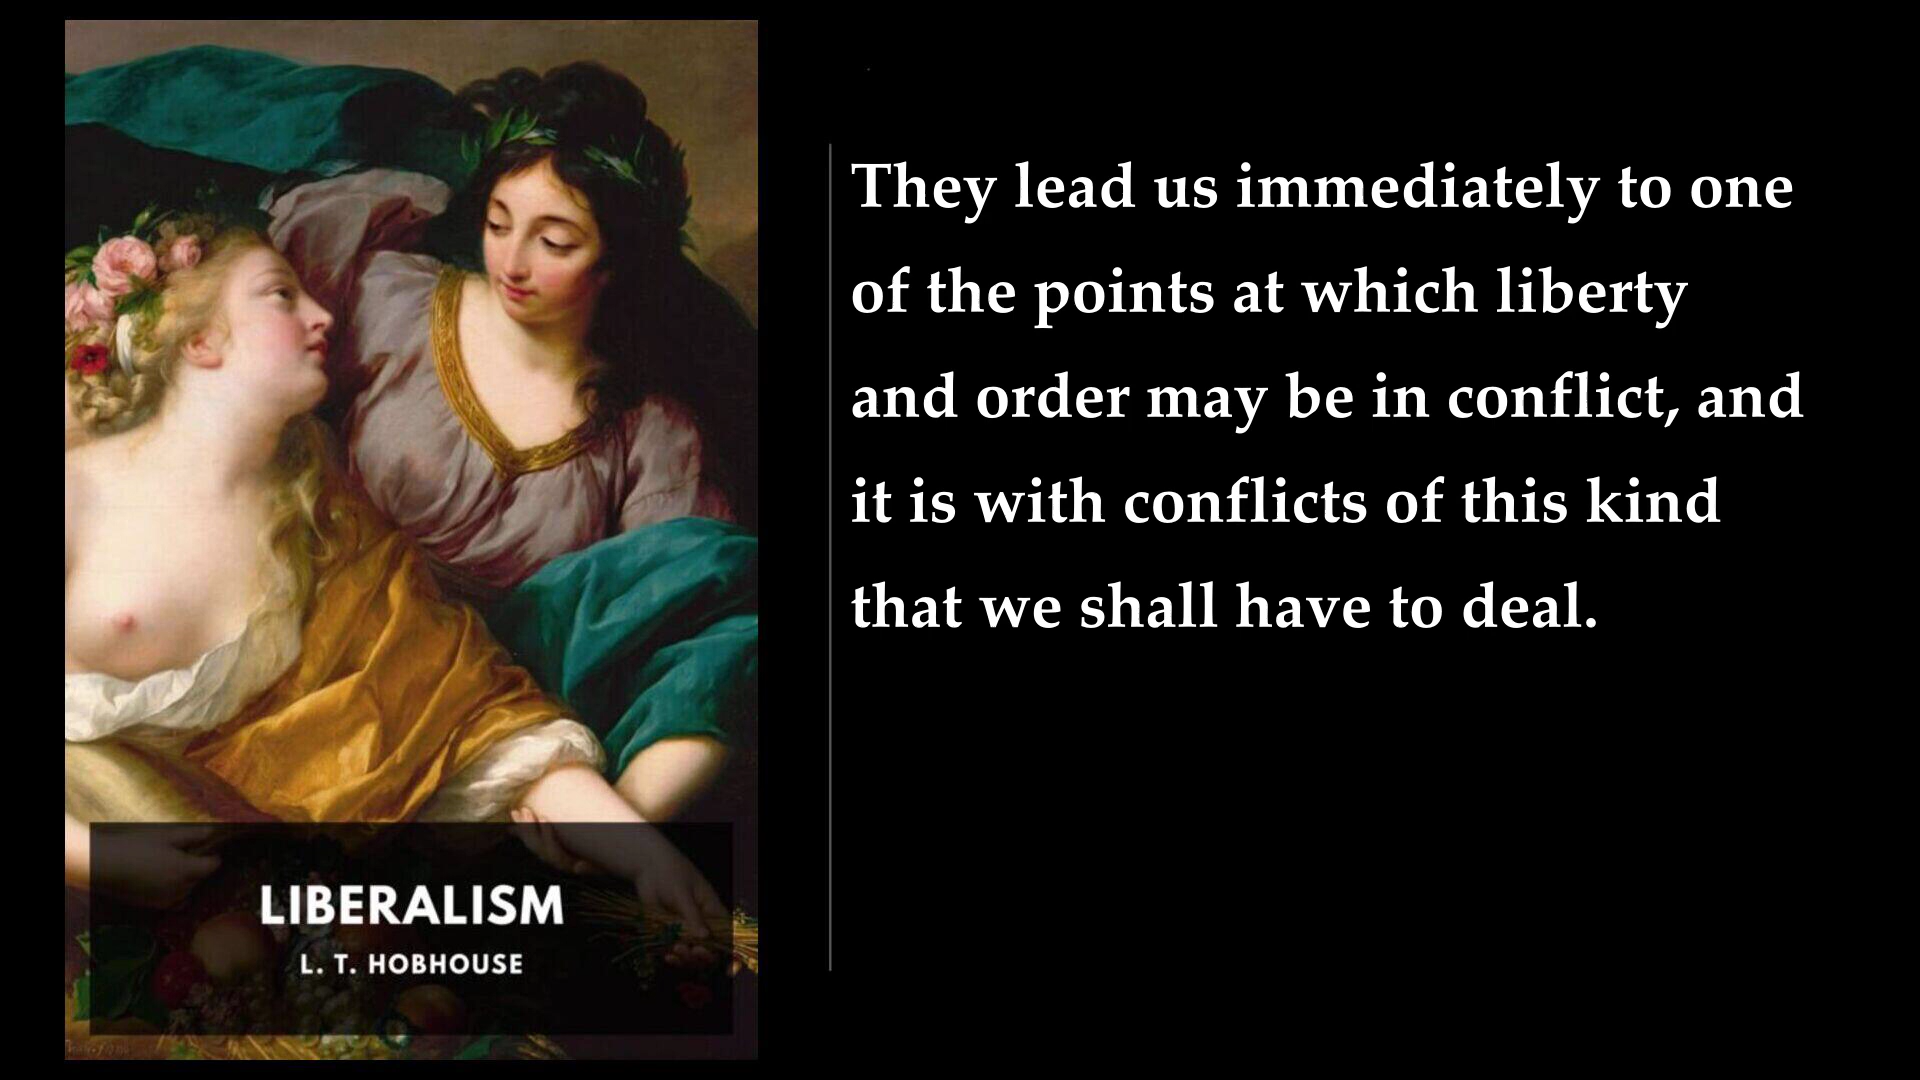 They lead us immediately to one
of the points at which liberty
and order may be in conflict, and
it is with conflicts of this kind
that we shall have to deal.
LIBERALISM
L. T. HOBHOUSE